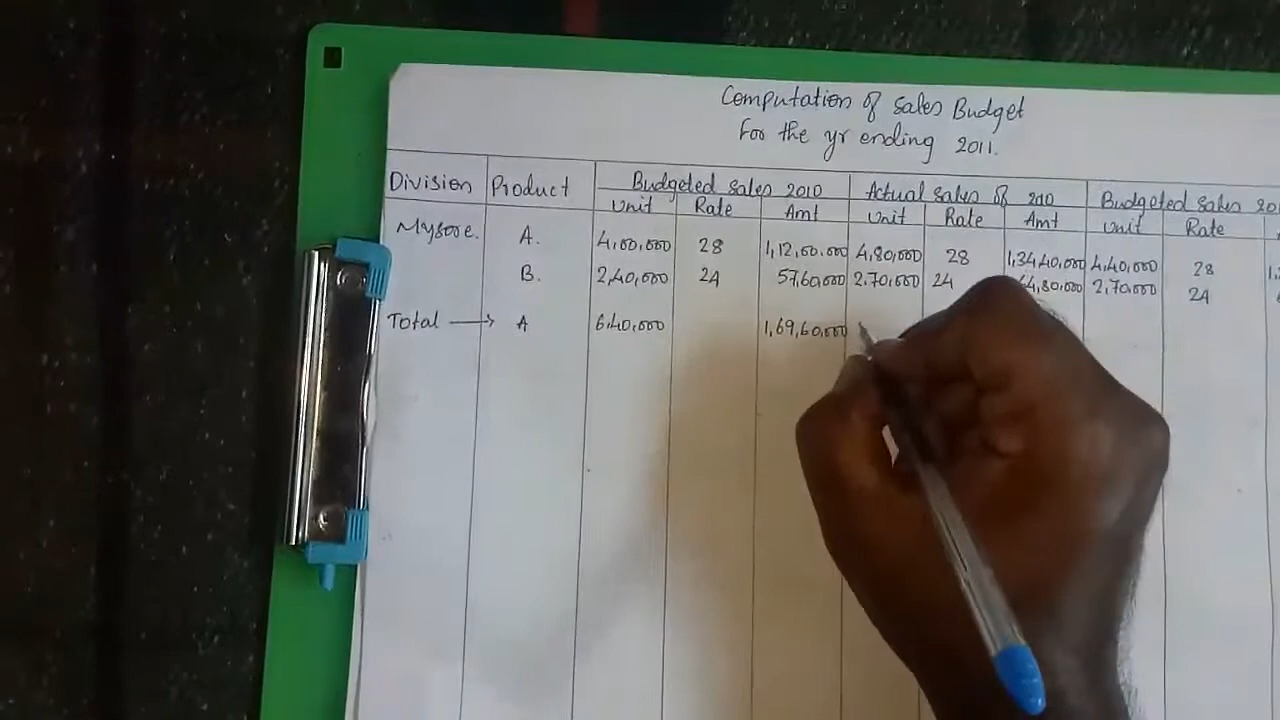 Computation of Sales Budget
For the yr ending 2011.
Division Product Budgeted Sales 2010 Actual Sales of 2010 Budgeted Sales
Unit Rate Amt Unit Rate Amt Unit Rate
Mysore. A. 4,00,000 28 1,12,00,000 4,80,000 28 1,34,40,000 4,40,000 28
B. 2,40,000 24 57,60,000 2,70,000 24 64,80,000 2,70,000 24
Total → A 6,40,000 1,69,60,000